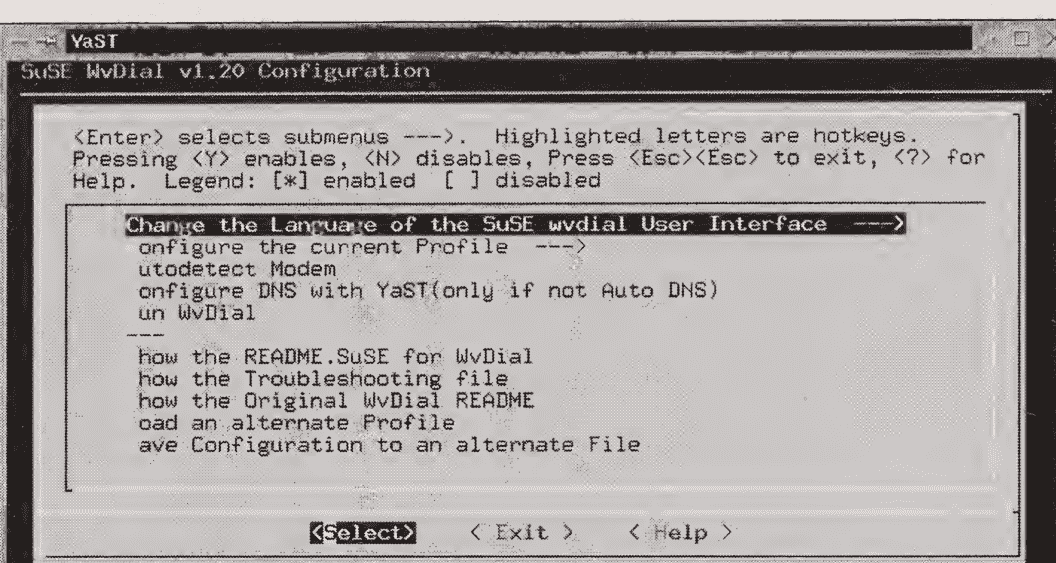 YaST
SuSE WvDial v1.20 Configuration
<Enter> selects submenus --->. Highlighted letters are hotkeys.
Pressing <Y> enables, <N> disables, Press <Esc><Esc> to exit, <?> for
Help. Legend: [*] enabled [ ] disabled
Change the Language of the SuSE wvdial User Interface --->
onfigure the current Profile --->
utodetect Modem
onfigure DNS with YaST(only if not Auto DNS)
un WvDial
---
how the README.SuSE for WvDial
how the Troubleshooting file
how the Original WvDial README
oad an alternate Profile
ave Configuration to an alternate File
<Select> < Exit > < Help >